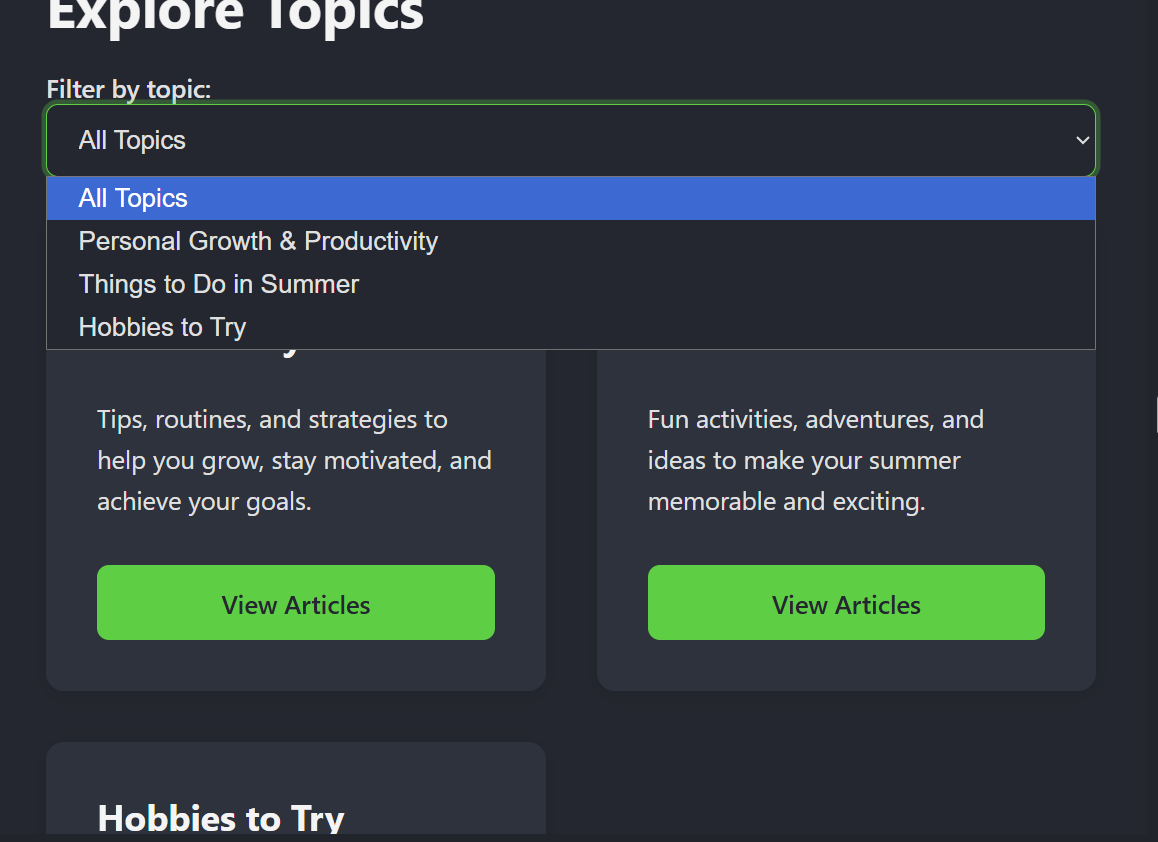 Explore Topics
Filter by topic:
All Topics
All Topics
Personal Growth & Productivity
Things to Do in Summer
Hobbies to Try
Tips, routines, and strategies to
help you grow, stay motivated, and
achieve your goals.
View Articles
Fun activities, adventures, and
ideas to make your summer
memorable and exciting.
View Articles
Hobbies to Try